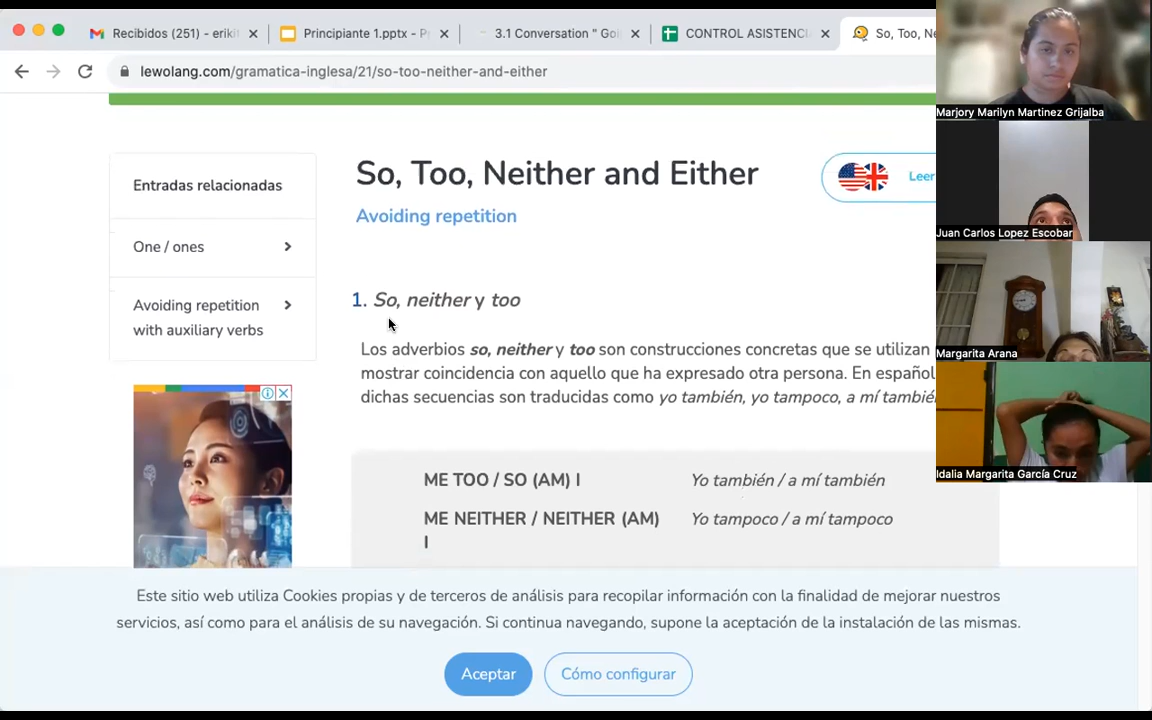 Recibidos (251) - erikit
Principiante 1.pptx - P
3.1 Conversation " Goi
CONTROL ASISTENCI
So, Too, Ne
lewolang.com/gramatica-inglesa/21/so-too-neither-and-either
Marjory Marilyn Martinez Grijalba
Juan Carlos Lopez Escobar
Margarita Arana
Idalia Margarita García Cruz
Entradas relacionadas
One / ones
Avoiding repetition
with auxiliary verbs
So, Too, Neither and Either
Leer
Avoiding repetition
1. So, neither y too
Los adverbios so, neither y too son construcciones concretas que se utilizan
mostrar coincidencia con aquello que ha expresado otra persona. En español
dichas secuencias son traducidas como yo también, yo tampoco, a mí tambié
ME TOO / SO (AM) I
Yo también / a mí también
ME NEITHER / NEITHER (AM)
I
Yo tampoco / a mí tampoco
Este sitio web utiliza Cookies propias y de terceros de análisis para recopilar información con la finalidad de mejorar nuestros
servicios, así como para el análisis de su navegación. Si continua navegando, supone la aceptación de la instalación de las mismas.
Aceptar
Cómo configurar